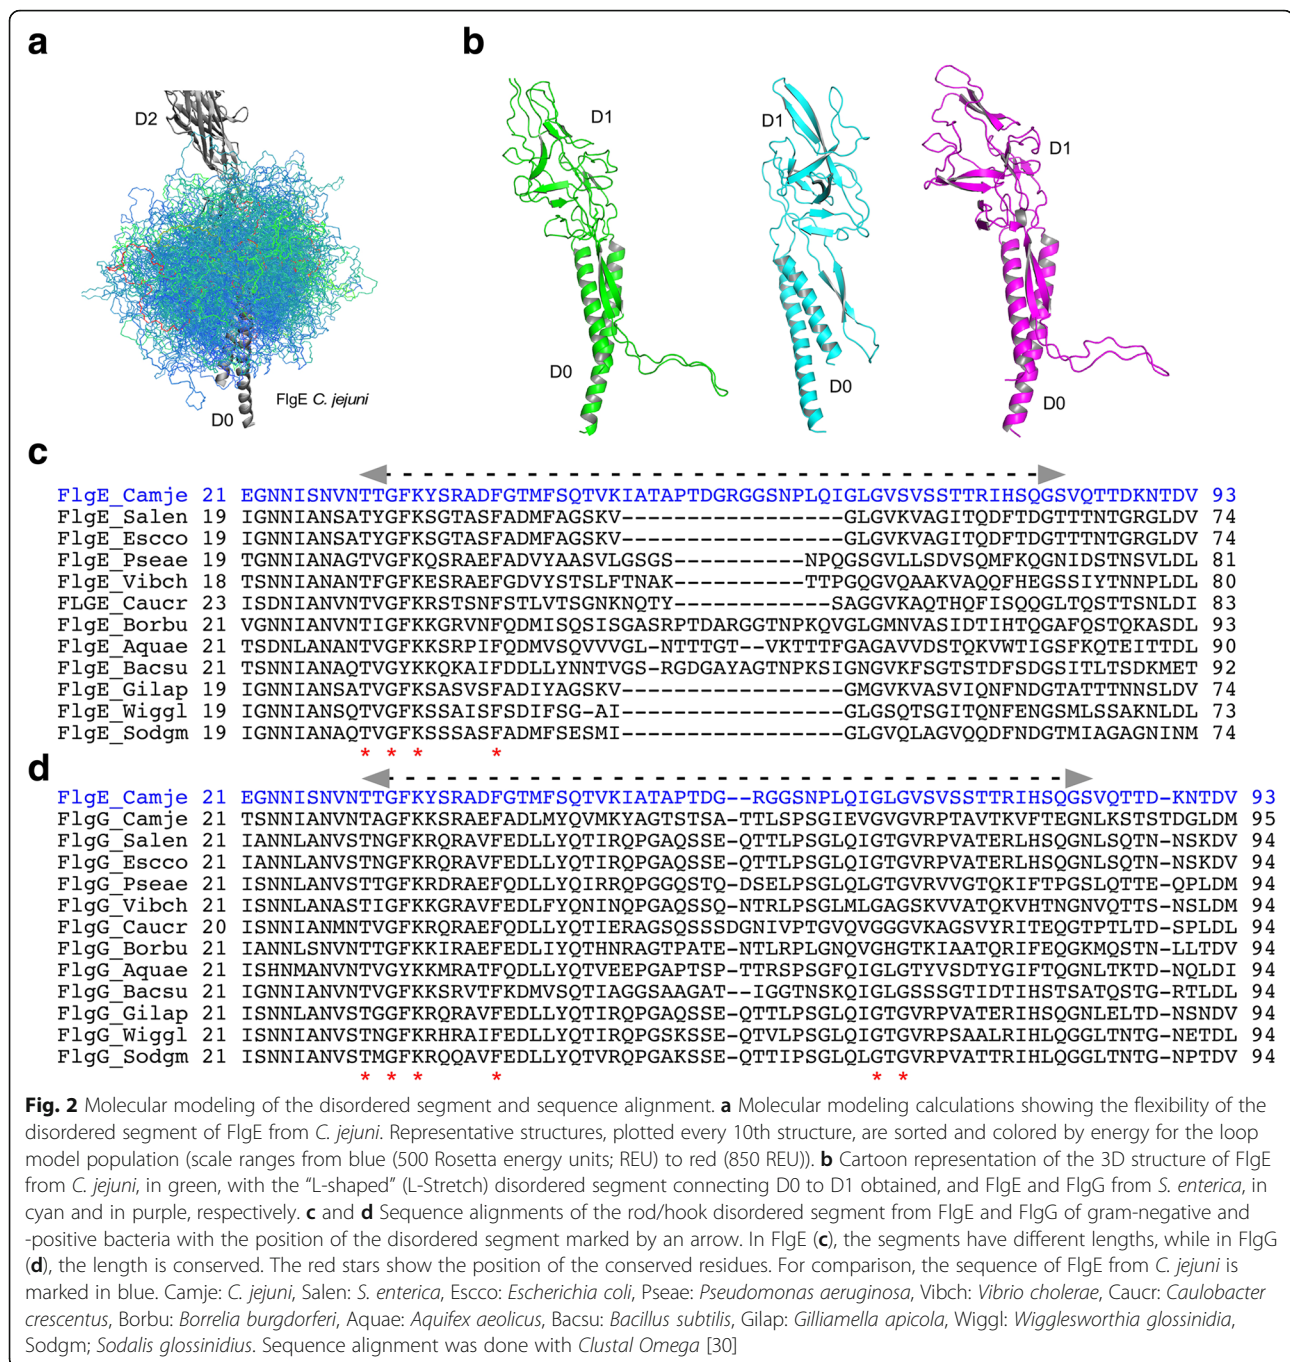 a
b
D2
D0
FlgE C. jejuni
D1
D0
D1
D0
D1
D0
c
FlgE_Camje 21 EGNNISNVNTTGFKYSRADFGTMFSQTVKIATAPTDGRGGSNPLQIGLGVSVSSTTRIHSQGSVQTTDKNTDV 93
FlgE_Salen 19 IGNNIANSATYGFKSGTASFADMFAGSKV-----------------GLGVKVAGITQDFTDGTTTNTGRGLDV 74
FlgE_Escco 19 IGNNIANSATYGFKSGTASFADMFAGSKV-----------------GLGVKVAGITQDFTDGTTTNTGRGLDV 74
FlgE_Pseae 19 TGNNIANAGTVGFKQSRAEFADVYAASVLGSGS----------NPQGSGVLLSDVSQMFKQGNIDSTNSVLDL 81
FlgE_Vibch 18 TSNNIANANTFGFKESRAEFGDVYSTSLFTNAK----------TTPGQGVQAAKVAQQFHEGSSIYTNNPLDL 80
FLGE_Caucr 23 ISDNIANVNTVGFKRSTSNFSTLVTSGNKNQTY------------SAGGVKAQTHQFISQQGLTQSTTSNLDI 83
FlgE_Borbu 21 VGNNIANVNTIGFKKGRVNFQDMISQSISGASRPTDARGGTNPKQVGLGMNVASIDTIHTQGAFQSTQKASDL 93
FlgE_Aquae 21 TSDNLANANTVGFKKSRPIFQDMVSQVVVGL-NTTTGT--VKTTTFGAGAVVDSTQKVWTIGSFKQTEITTDL 90
FlgE_Bacsu 21 TSNNIANAQTVGYKKQKAIFDDLLYNNTVGS-RGDGAYAGTNPKSIGNGVKFSGTSTDFSDGSITLTSDKMET 92
FlgE_Gilap 19 IGNNIANSATVGFKSASVSFADIYAGSKV-----------------GMGVKVASVIQNFNDGTATTTNNSLDV 74
FlgE_Wiggl 19 IGNNIANSQTVGFKSSAISFSDIFSG-AI-----------------GLGSQTSGITQNFENGSMLSSAKNLDL 73
FlgE_Sodgm 19 IGNNIANAQTVGFKSSSASFADMFSESMI-----------------GLGVQLAGVQQDFNDGTMIAGAGNINM 74
* * * *
d
FlgE_Camje 21 EGNNISNVNTTGFKYSRADFGTMFSQTVKIATAPTDG--RGGSNPLQIGLGVSVSSTTRIHSQGSVQTTD-KNTDV 93
FlgG_Camje 21 TSNNIANVNTAGFKKSRAEFADLMYQVMKYAGTSTSA--TTLSPSGIEVGVGVRPTAVTKVFTEGNLKSTSTDGLDM 95
FlgG_Salen 21 IANNLANVSTNGFKRQRAVFEDLLYQTIRQPGAQSSE-QTTLPSGLQIGTGVRPVATERLHSQGNLSQTNN-NSKDV 94
FlgG_Escco 21 IANNLANVSTNGFKRQRAVFEDLLYQTIRQPGAQSSE-QTTLPSGLQIGTGVRPVATERLHSQGNLSQTNN-NSKDV 94
FlgG_Pseae 21 ISNNLANVSTTGFKRDRAEFQDLLYQIRRQPGGQSTQ-DSELPSGLQLGTGVRVVGTQKIFTPGSLQTTE-QPLDM 94
FlgG_Vibch 21 ISNNLANASTIGFKKGRAVFEDLFYQNINQPGAQSSQ-NTRLPSGLMLGAGSKVVATQKVHTNGNVQTTS-NSLDM 94
FlgG_Caucr 20 ISNNIANMNTVGFKRQRANFQDLLYQTIERAGSQSSSDGNIVPTGVQVGGGVKAGSVYRITEQGTPTLTD-SPLDL 94
FlgG_Borbu 21 IANNLSNVNTTGFKKIRAEFEDLIYQTHNRAGTPATE-NTLRPLGNQVGHGTKIAATQRIFEQGKMQSTN-LLTDV 94
FlgG_Aquae 21 ISHNMANVNTVGYKKMRATFQDLLYQTVEEPGAPTSP-TTRSPSGFQIGLGTYVSDTYGIFTQGNLTKTD-NQLDI 94
FlgG_Bacsu 21 IGNNIANVNTVGFKKSRVTFKDMVSQTIAGGSAAGAT--IGGTNSKQIGLGSSSGTIDTIHSTSATQSTG-RTLDL 94
FlgG_Gilap 21 ISNNLANVSTGGFKRQRAVFEDLLYQTIRQPGAQSSE-QTTLPSGLQIGTGVRPVATERIHSQGNLELTD-NSNDV 94
FlgG_Wiggl 21 ISNNIANVSTNGFKRHRAIFEDLLYQTIRQPGSKSSE-QTVLPSGLQIGTGVRPSAALRIHLQGGLTNTG-NETDL 94
FlgG_Sodgm 21 ISNNIANVSTMGFKRQQAVFEDLLYQTVRQPGAKSSE-QTTIPSGLQLGTGVRPVATTRIHLQGGLTNTG-NPTDV 94
* * * * * *
Fig. 2 Molecular modeling of the disordered segment and sequence alignment. a Molecular modeling calculations showing the flexibility of the
disordered segment of FlgE from C. jejuni. Representative structures, plotted every 10th structure, are sorted and colored by energy for the loop
model population (scale ranges from blue (500 Rosetta energy units; REU) to red (850 REU)). b Cartoon representation of the 3D structure of FlgE
from C. jejuni, in green, with the “L-shaped” (L-Stretch) disordered segment connecting D0 to D1 obtained, and FlgE and FlgG from S. enterica, in
cyan and in purple, respectively. c and d Sequence alignments of the rod/hook disordered segment from FlgE and FlgG of gram-negative and
-positive bacteria with the position of the disordered segment marked by an arrow. In FlgE (c), the segments have different lengths, while in FlgG
(d), the length is conserved. The red stars show the position of the conserved residues. For comparison, the sequence of FlgE from C. jejuni is
marked in blue. Camje: C. jejuni, Salen: S. enterica, Escco: Escherichia coli, Pseae: Pseudomonas aeruginosa, Vibch: Vibrio cholerae, Caucr: Caulobacter
crescentus, Borbu: Borrelia burgdorferi, Aquae: Aquifex aeolicus, Bacsu: Bacillus subtilis, Gilap: Gilliamella apicola, Wiggl: Wigglesworthia glossinidia,
Sodgm; Sodalis glossinidius. Sequence alignment was done with Clustal Omega [30]